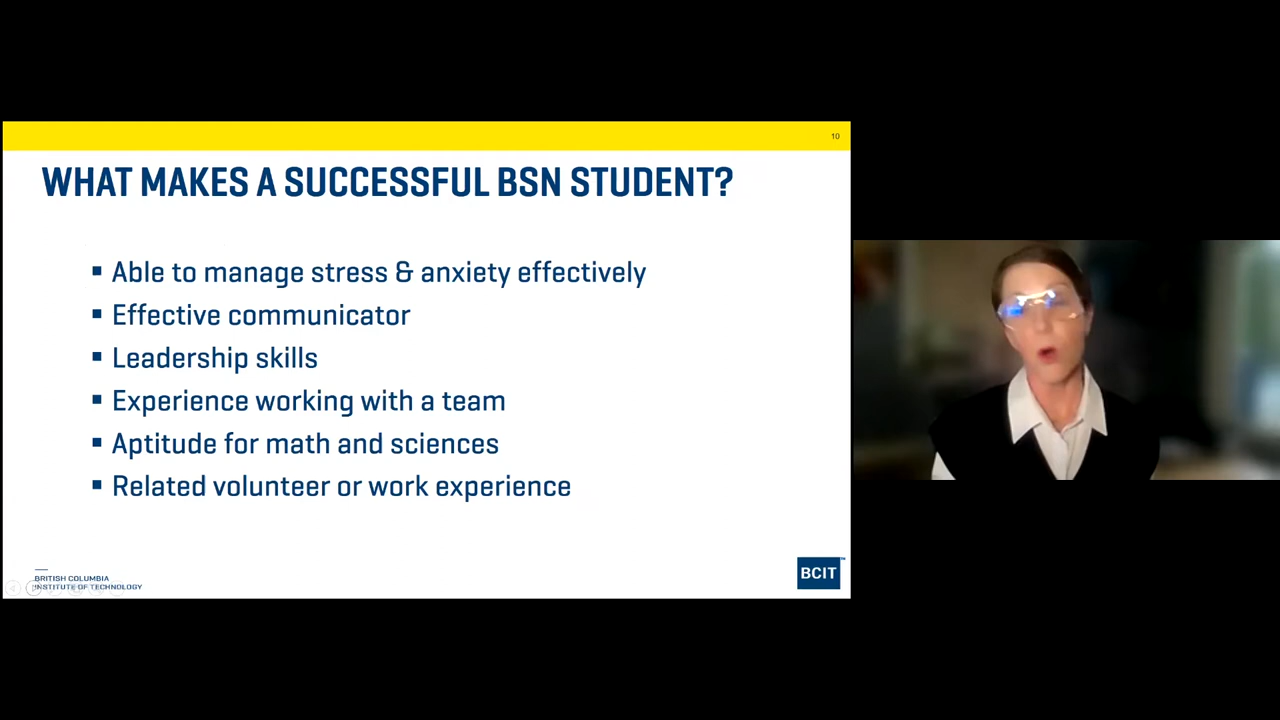 10
WHAT MAKES A SUCCESSFUL BSN STUDENT?
▪ Able to manage stress & anxiety effectively
▪ Effective communicator
▪ Leadership skills
▪ Experience working with a team
▪ Aptitude for math and sciences
▪ Related volunteer or work experience
BRITISH COLUMBIA
INSTITUTE OF TECHNOLOGY
BCIT™